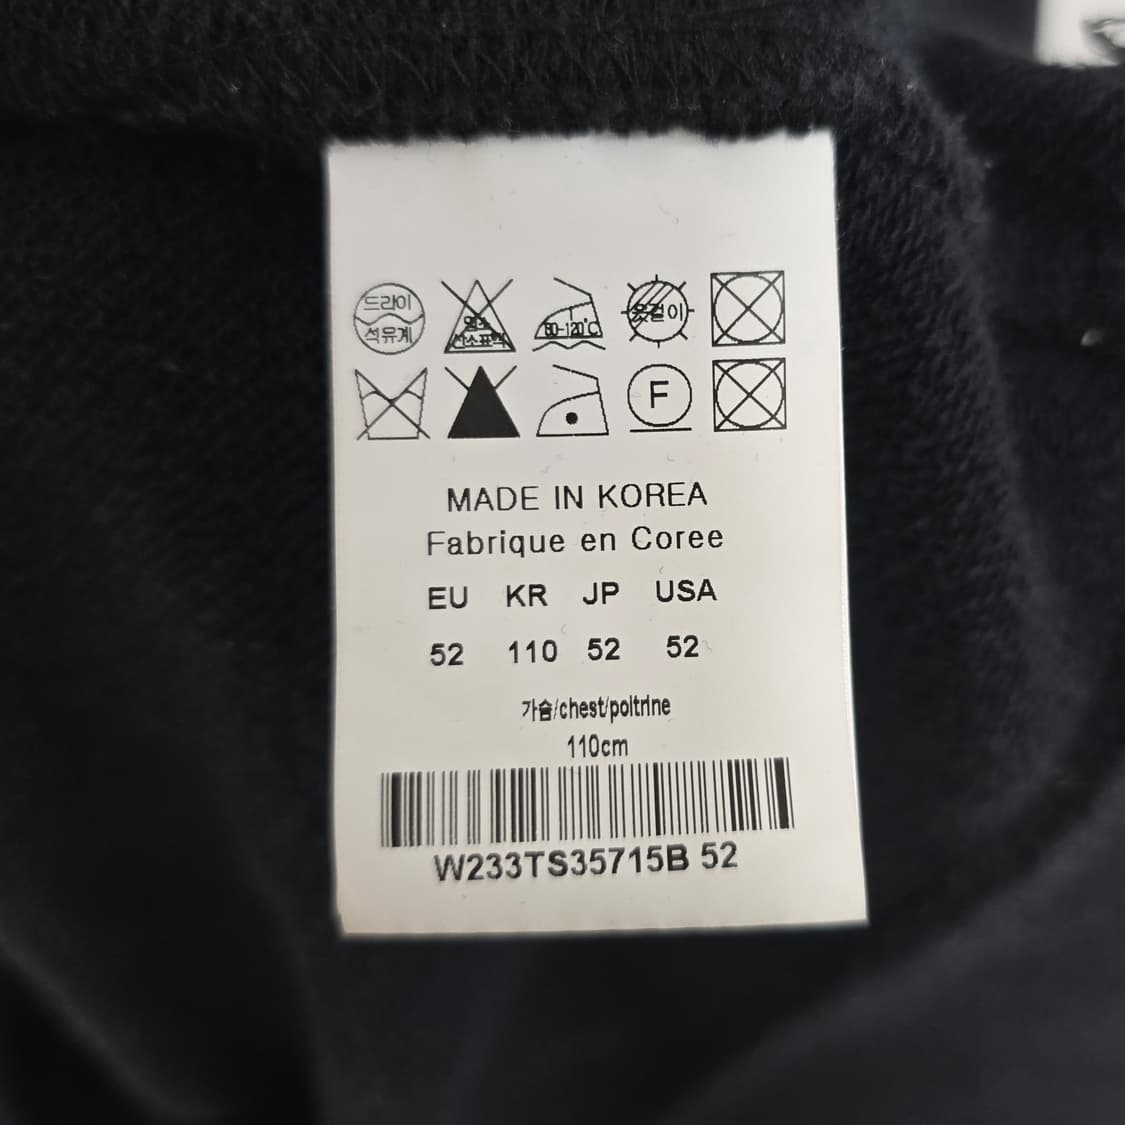 드라이
석유계
염소
산소표백
80-120℃
옷걸이
F
MADE IN KOREA
Fabrique en Coree
EU KR JP USA
52 110 52 52
가슴/chest/poltrine
110cm
W233TS35715B 52